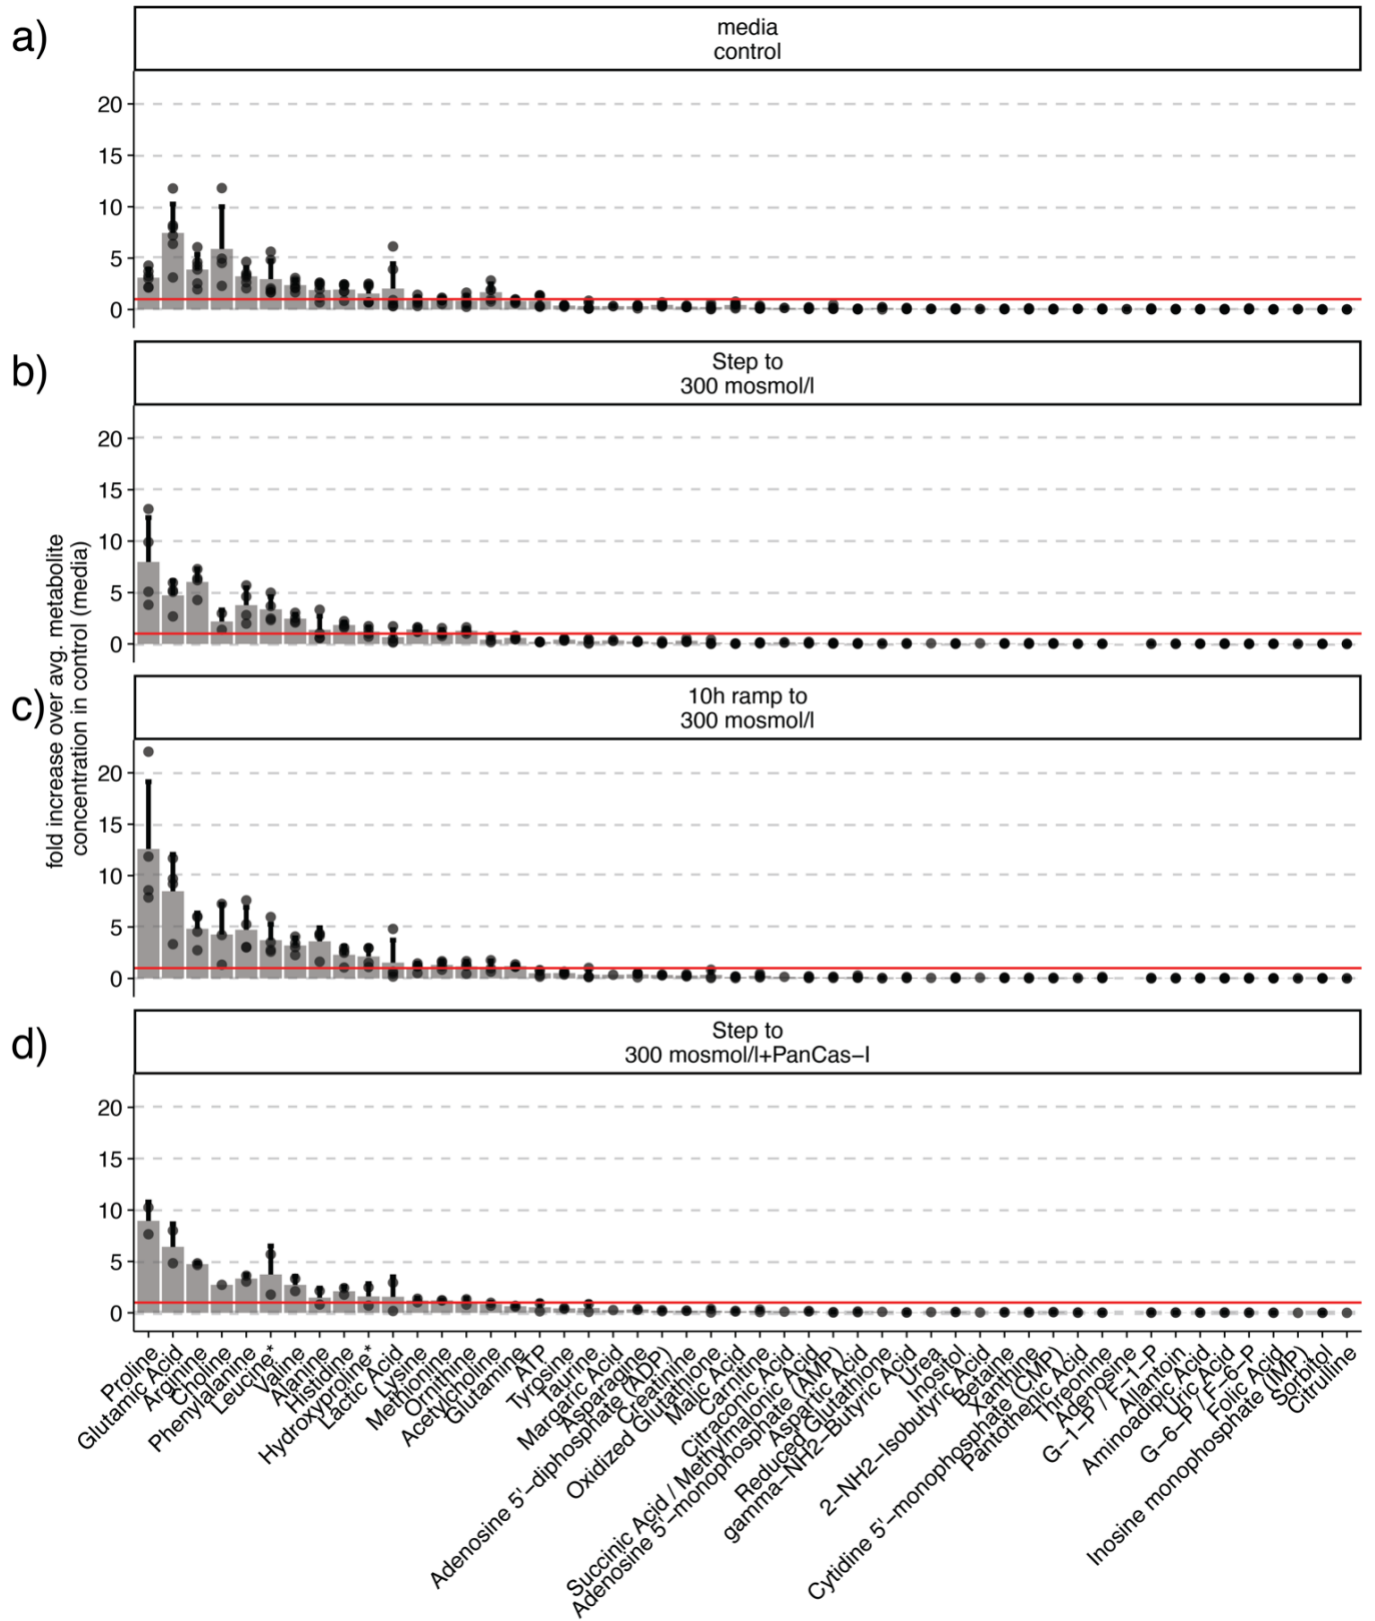 a)
media
control
20
15
10
5
0
b)
Step to
300 mosmol/l
20
15
10
5
0
c)
10h ramp to
300 mosmol/l
20
15
10
5
0
d)
Step to
300 mosmol/l+PanCas-I
20
15
10
5
0
fold increase over avg. metabolite
concentration in control (media)
Proline
Glutamic Acid
Arginine
Choline
Phenylalanine
Leucine*
Valine
Alanine
Histidine
Hydroxyproline*
Lactic Acid
Lysine
Methionine
Ornithine
Acetylcholine
Glutamine
ATP
Tyrosine
Taurine
Margaric Acid
Asparagine
Adenosine 5'-diphosphate (ADP)
Creatinine
Oxidized Glutathione
Malic Acid
Carnitine
Citraconic Acid
Succinic Acid / Methylmalonic Acid
Adenosine 5'-monophosphate (AMP)
Aspartic Acid
Reduced Glutathione
gamma-NH2-Butyric Acid
Urea
Inositol
2-NH2-Isobutyric Acid
Betaine
Xanthine
Cytidine 5'-monophosphate (CMP)
Pantothenic Acid
Threonine
Adenosine
G-1-P / F-1-P
Allantoin
Aminoadipic Acid
Uric Acid
G-6-P / F-6-P
Folic Acid
Inosine monophosphate (IMP)
Sorbitol
Citrulline